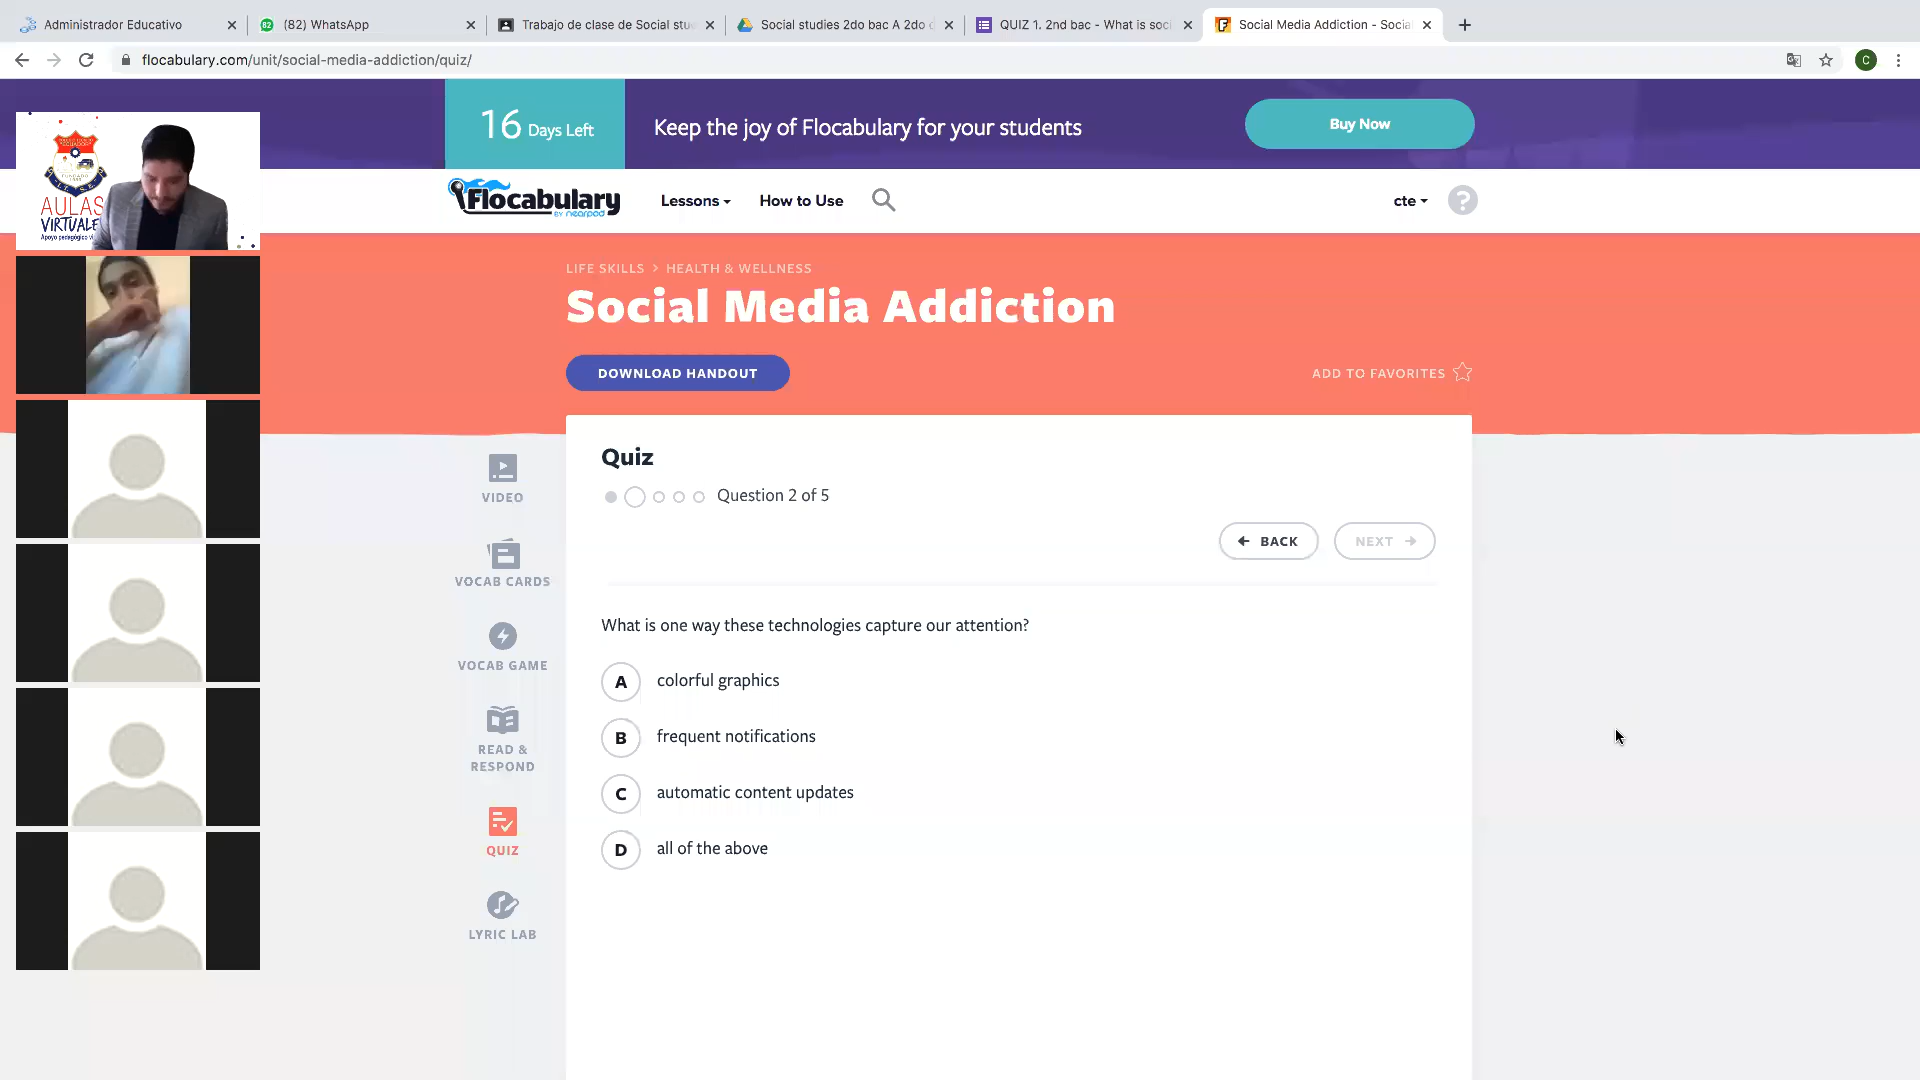 Administrador Educativo
(82) WhatsApp
Trabajo de clase de Social stu
Social studies 2do bac A 2do
QUIZ 1. 2nd bac - What is soci
Social Media Addiction - Socia
flocabulary.com/unit/social-media-addiction/quiz/
C
16 Days Left
Keep the joy of Flocabulary for your students
Buy Now
Flocabulary
BY nearpod
Lessons
How to Use
cte
?
AULAS
VIRTUALE
LIFE SKILLS > HEALTH & WELLNESS
Social Media Addiction
DOWNLOAD HANDOUT
ADD TO FAVORITES
VIDEO
VOCAB CARDS
VOCAB GAME
READ &
RESPOND
QUIZ
LYRIC LAB
Quiz
Question 2 of 5
BACK
NEXT
What is one way these technologies capture our attention?
A colorful graphics
B frequent notifications
C automatic content updates
D all of the above